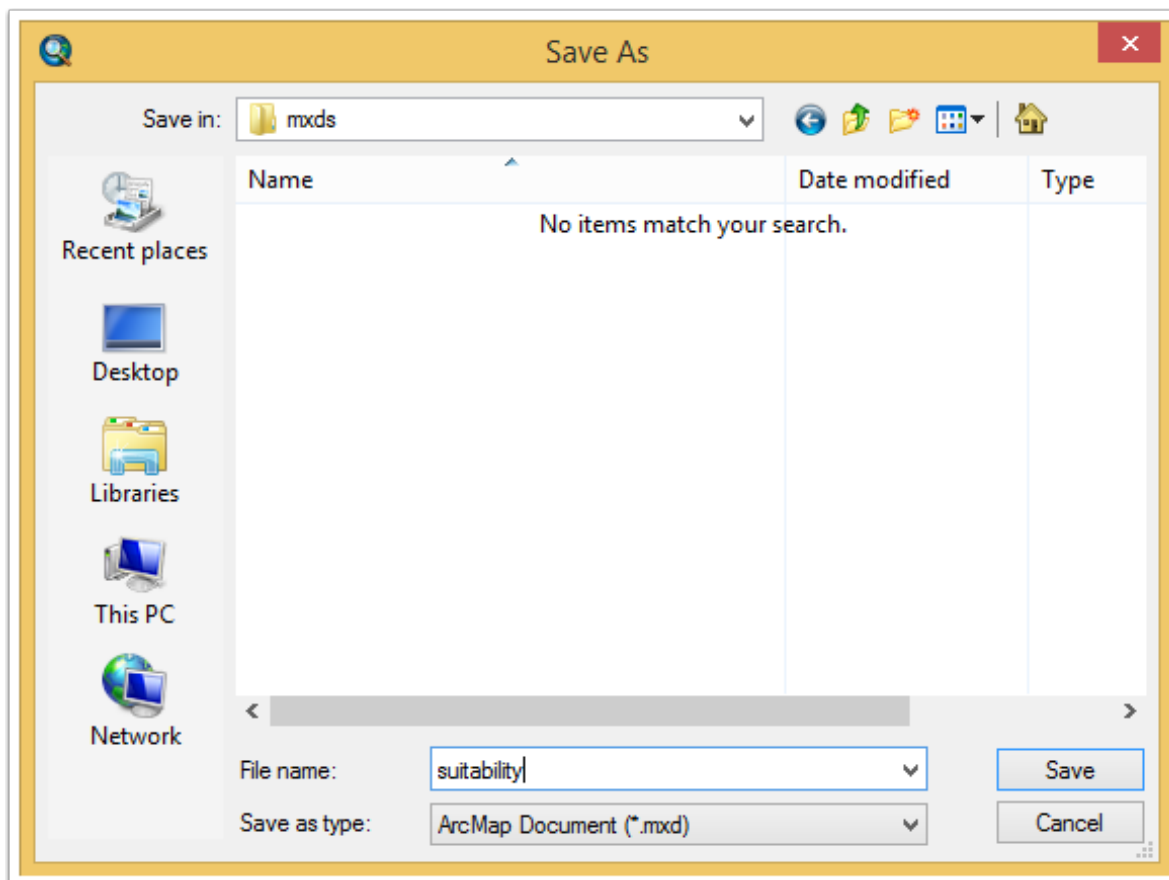 Save As
Save in: mxds
Name Date modified Type
No items match your search.
Recent places
Desktop
Libraries
This PC
Network
File name: suitability Save
Save as type: ArcMap Document (*.mxd) Cancel